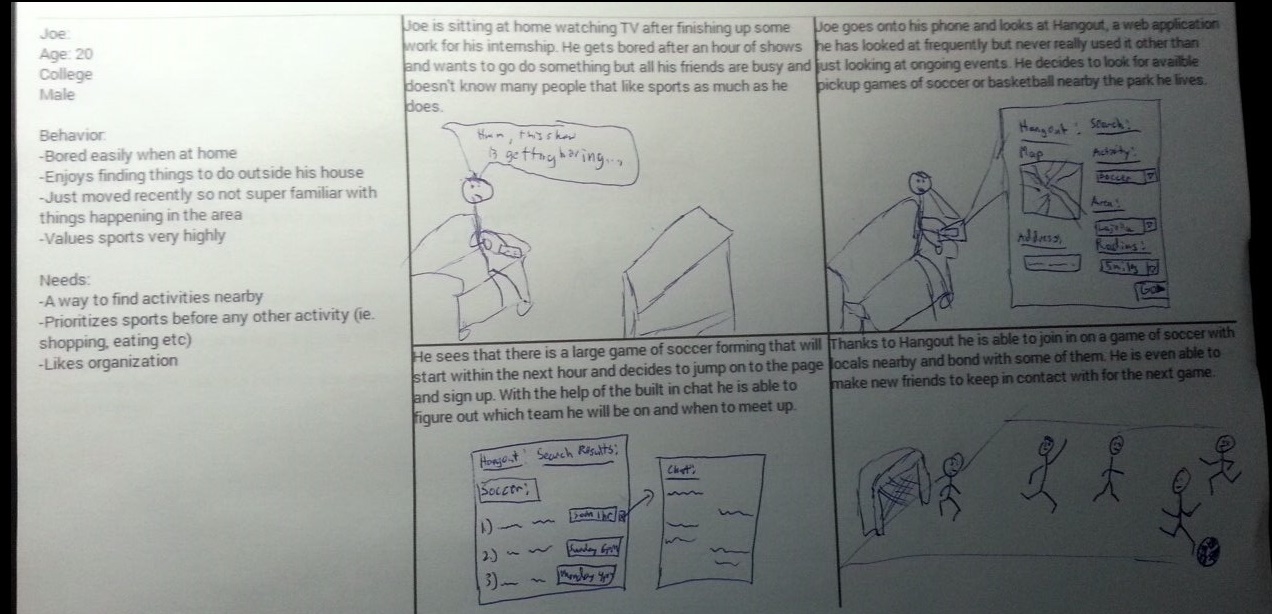 Joe:
Age: 20
College
Male
Behavior:
-Bored easily when at home
-Enjoys finding things to do outside his house
-Just moved recently so not super familiar with
things happening in the area
-Values sports very highly
Needs:
-A way to find activities nearby
-Prioritizes sports before any other activity (ie.
shopping, eating etc)
-Likes organization
Joe is sitting at home watching TV after finishing up some
work for his internship. He gets bored after an hour of shows
and wants to go do something but all his friends are busy and
doesn't know many people that like sports as much as he
does.
Hmm, this show
is getting boring...,
Joe goes onto his phone and looks at Hangout, a web application
he has looked at frequently but never really used it other than
just looking at ongoing events. He decides to look for availble
pickup games of soccer or basketball nearby the park he lives.
Hangout: Search:
Map
Activity:
Soccer
Area:
Address:
Radius:
5miles
Go
He sees that there is a large game of soccer forming that will
start within the next hour and decides to jump on to the page
and sign up. With the help of the built in chat he is able to
figure out which team he will be on and when to meet up.
Hangout: Search Results:
Soccer:
1)
2) Sunday 6pm
3) Monday 4pm
Chat:
Thanks to Hangout he is able to join in on a game of soccer with
locals nearby and bond with some of them. He is even able to
make new friends to keep in contact with for the next game.